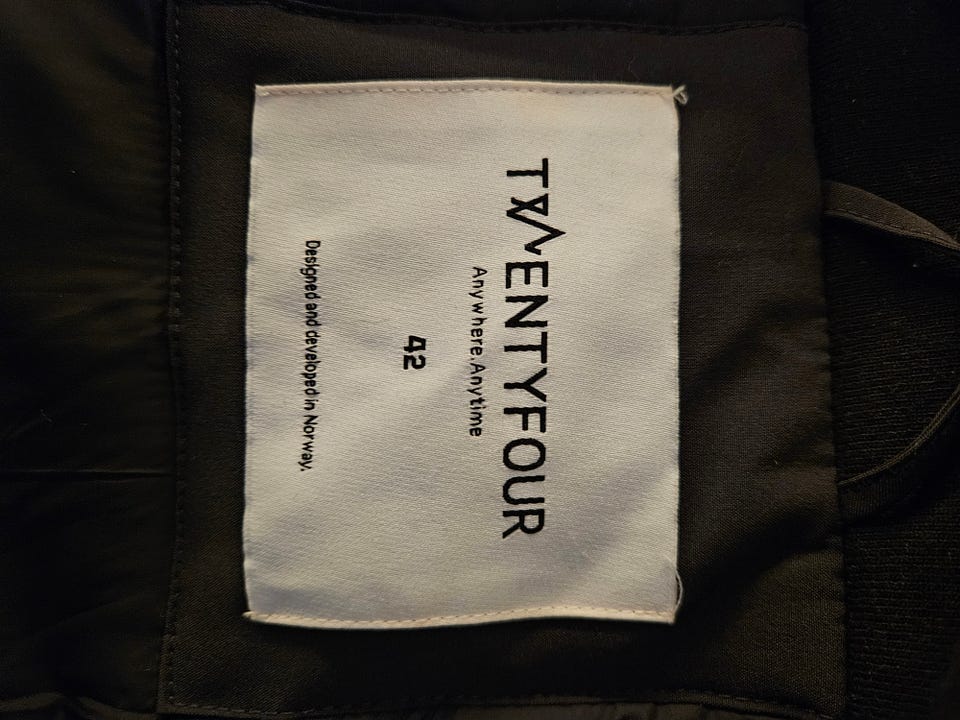 TWENTYFOUR
Anywhere. Anytime
42
Designed and developed in Norway.